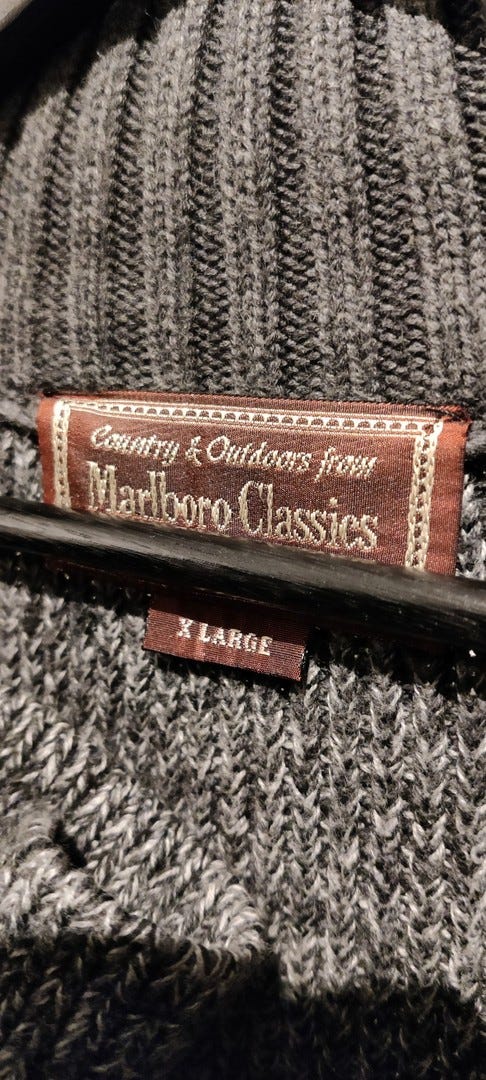 Country & Outdoors from
Marlboro Classics
X LARGE